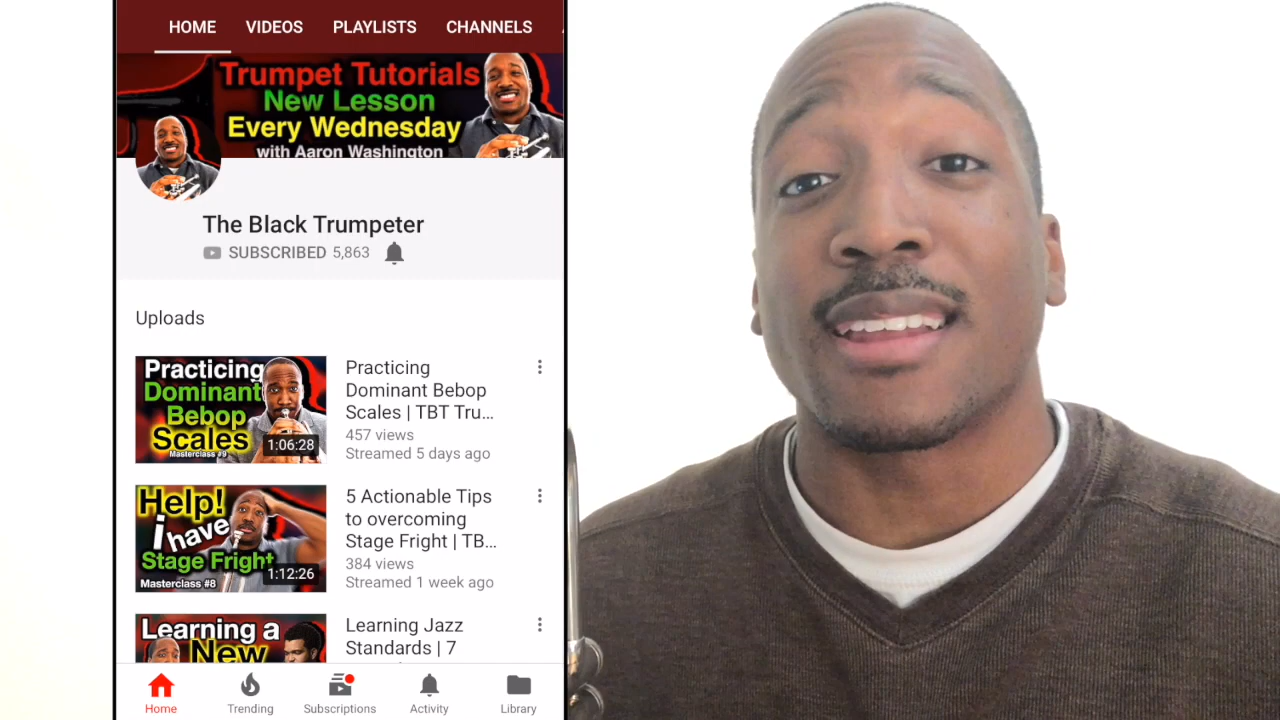 HOME VIDEOS PLAYLISTS CHANNELS
Trumpet Tutorials
New Lesson
Every Wednesday
with Aaron Washington
The Black Trumpeter
SUBSCRIBED 5,863
Uploads
Practicing
Dominant
Bebop
Scales
Masterclass #9
1:06:28
Practicing
Dominant Bebop
Scales | TBT Tru...
457 views
Streamed 5 days ago
Help!
i have
Stage Fright
Masterclass #8
1:12:26
5 Actionable Tips
to overcoming
Stage Fright | TB...
384 views
Streamed 1 week ago
Learning a
New
Learning Jazz
Standards | 7
Home Trending Subscriptions Activity Library